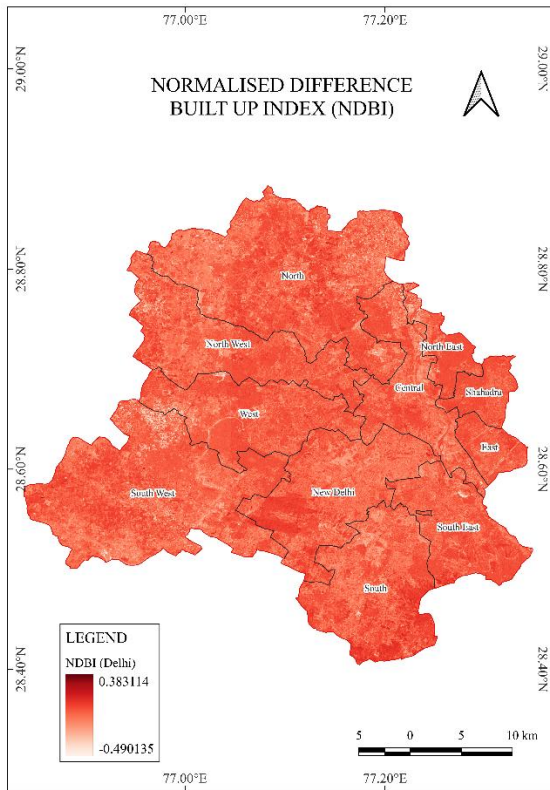 77.00°E
77.20°E
29.00°N
29.00°N
NORMALISED DIFFERENCE
BUILT UP INDEX (NDBI)
28.80°N
28.80°N
North
North West
North East
Central
Shahdra
West
East
28.60°N
28.60°N
South West
New Delhi
South East
South
LEGEND
NDBI (Delhi)
0.383114
-0.490135
28.40°N
28.40°N
5 0 5 10 km
77.00°E
77.20°E